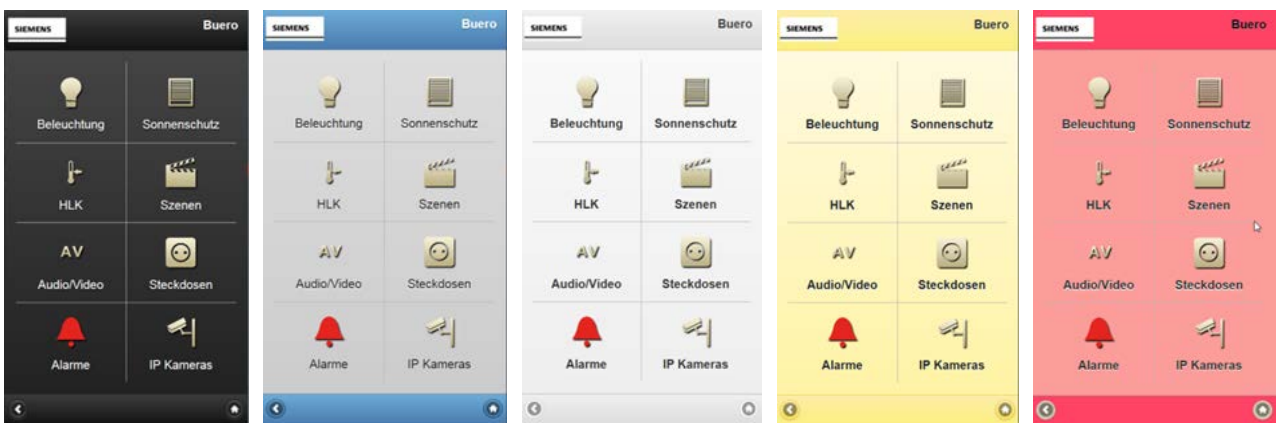 SIEMENS Buero
Beleuchtung Sonnenschutz
HLK Szenen
AV
Audio/Video Steckdosen
Alarme IP Kameras
SIEMENS Buero
Beleuchtung Sonnenschutz
HLK Szenen
AV
Audio/Video Steckdosen
Alarme IP Kameras
SIEMENS Buero
Beleuchtung Sonnenschutz
HLK Szenen
AV
Audio/Video Steckdosen
Alarme IP Kameras
SIEMENS Buero
Beleuchtung Sonnenschutz
HLK Szenen
AV
Audio/Video Steckdosen
Alarme IP Kameras
SIEMENS Buero
Beleuchtung Sonnenschutz
HLK Szenen
AV
Audio/Video Steckdosen
Alarme IP Kameras